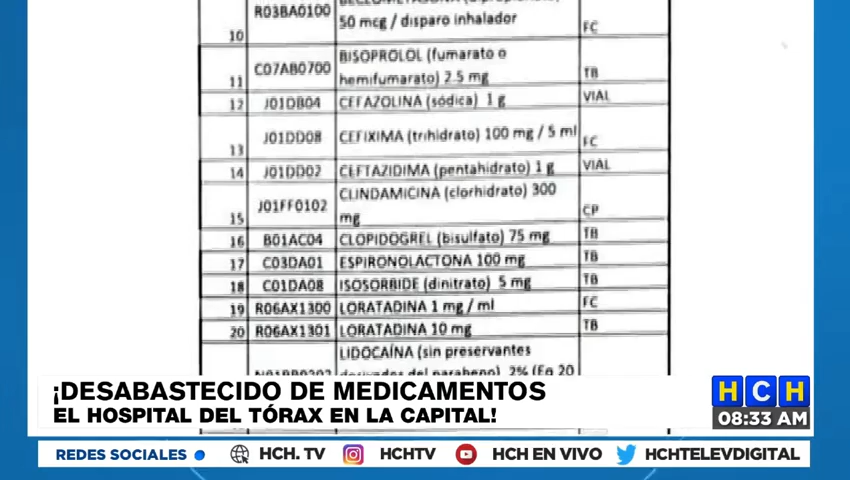 R03BA0100
50 mcg / disparo inhalador
10 FC
BISOPROLOL (fumarato o
11 C07AB0700 hemifumarato) 2.5 mg TB
12 J01DB04 CEFAZOLINA (sódica) 1 g VIAL
13 J01DD08 CEFIXIMA (trihidrato) 100 mg / 5 ml FC
14 J01DD02 CEFTAZIDIMA (pentahidrato) 1 g VIAL
CLINDAMICINA (clorhidrato) 300
15 J01FF0102 mg CP
16 B01AC04 CLOPIDOGREL (bisulfato) 75 mg TB
17 C03DA01 ESPIRONOLACTONA 100 mg TB
18 C01DA08 ISOSORBIDE (dinitrato) 5 mg TB
19 R06AX1300 LORATADINA 1 mg / ml FC
20 R06AX1301 LORATADINA 10 mg TB
LIDOCAÍNA (sin preservantes
2% (Eq 20
¡DESABASTECIDO DE MEDICAMENTOS
EL HOSPITAL DEL TÓRAX EN LA CAPITAL!
HCH
08:33 AM
REDES SOCIALES HCH. TV HCHTV HCH EN VIVO HCHTELEVDIGITAL